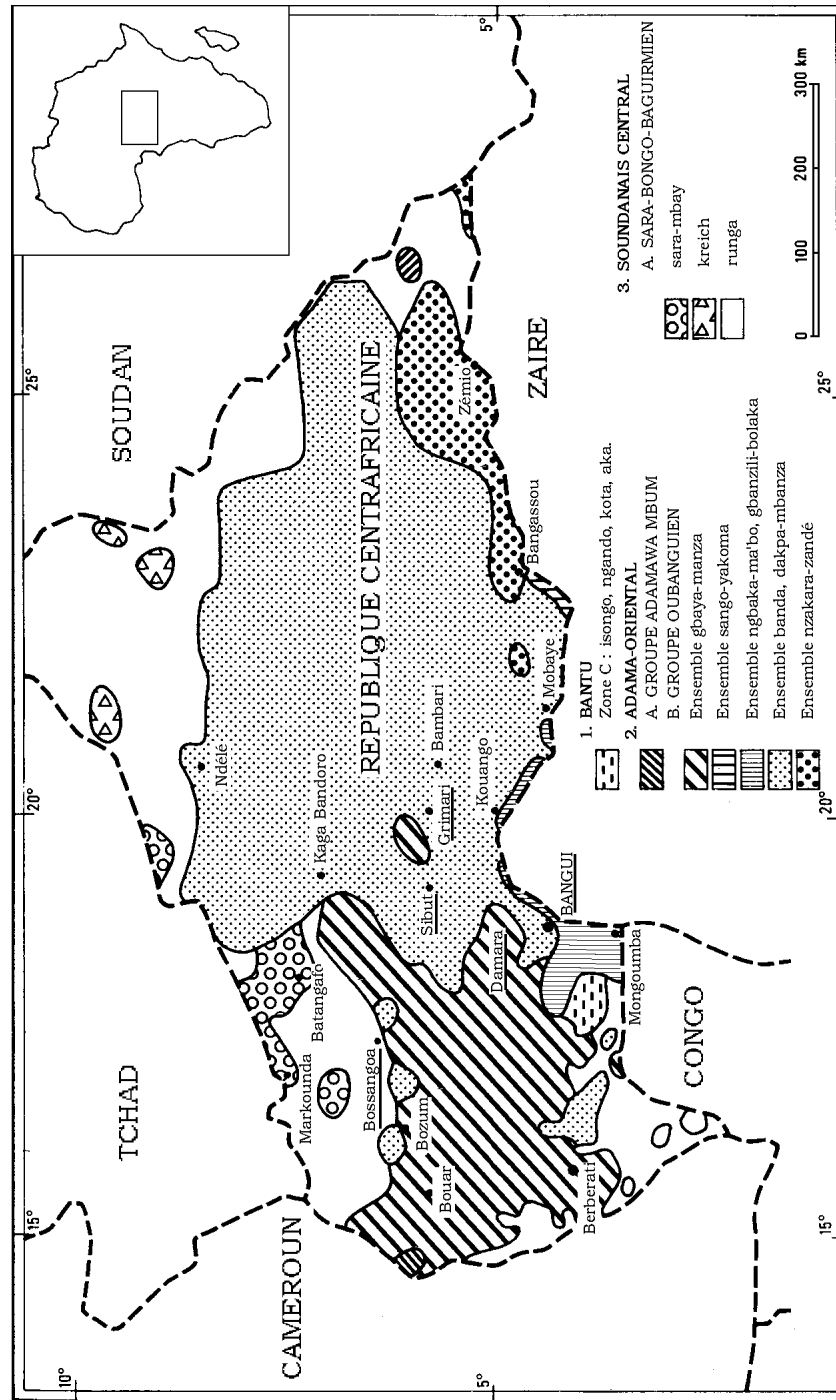 15°
20°
25°
10°
TCHAD
SOUDAN
CAMEROUN
REPUBLIQUE CENTRAFRICAINE
Markounda
Batangafo
Ndélé
Kaga Bandoro
Bossangoa
Bozum
Bouar
Sibut
Grimari
Bambari
Damara
Kouango
Zémio
5°
5°
BANGUI
Mobaye
Bangassou
Berberati
Mongoumba
CONGO
ZAIRE
1. BANTU
Zone C : isongo, ngando, kota, aka.
2. ADAMA-ORIENTAL
A. GROUPE ADAMAWA MBUM
B. GROUPE OUBANGUIEN
Ensemble gbaya-manza
Ensemble sango-yakoma
Ensemble ngbaka-ma'bo, gbanzili-bolaka
Ensemble banda, dakpa-mbanza
Ensemble nzakara-zandé
3. SOUNDANAIS CENTRAL
A. SARA-BONGO-BAGUIRMIEN
sara-mbay
kreich
runga
0 100 200 300 km
15°
20°
25°